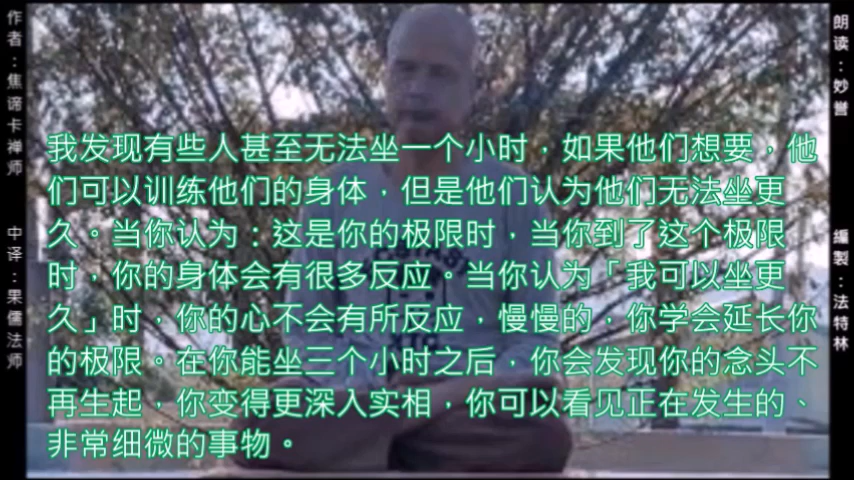 作者：焦谛卡禅师
中译：果儒法师
我发现有些人甚至无法坐一个小时，如果他们想要，他
们可以训练他们的身体，但是他们认为他们无法坐更
久。当你认为：这是你的极限时，当你到了这个极限
时，你的身体会有很多反应。当你认为「我可以坐更
久」时，你的心不会有所反应，慢慢的，你学会延长你
的极限。在你能坐三个小时之后，你会发现你的念头不
再生起，你变得更深入实相，你可以看见正在发生的、
非常细微的事物。
朗读：妙誉
编製：法特林